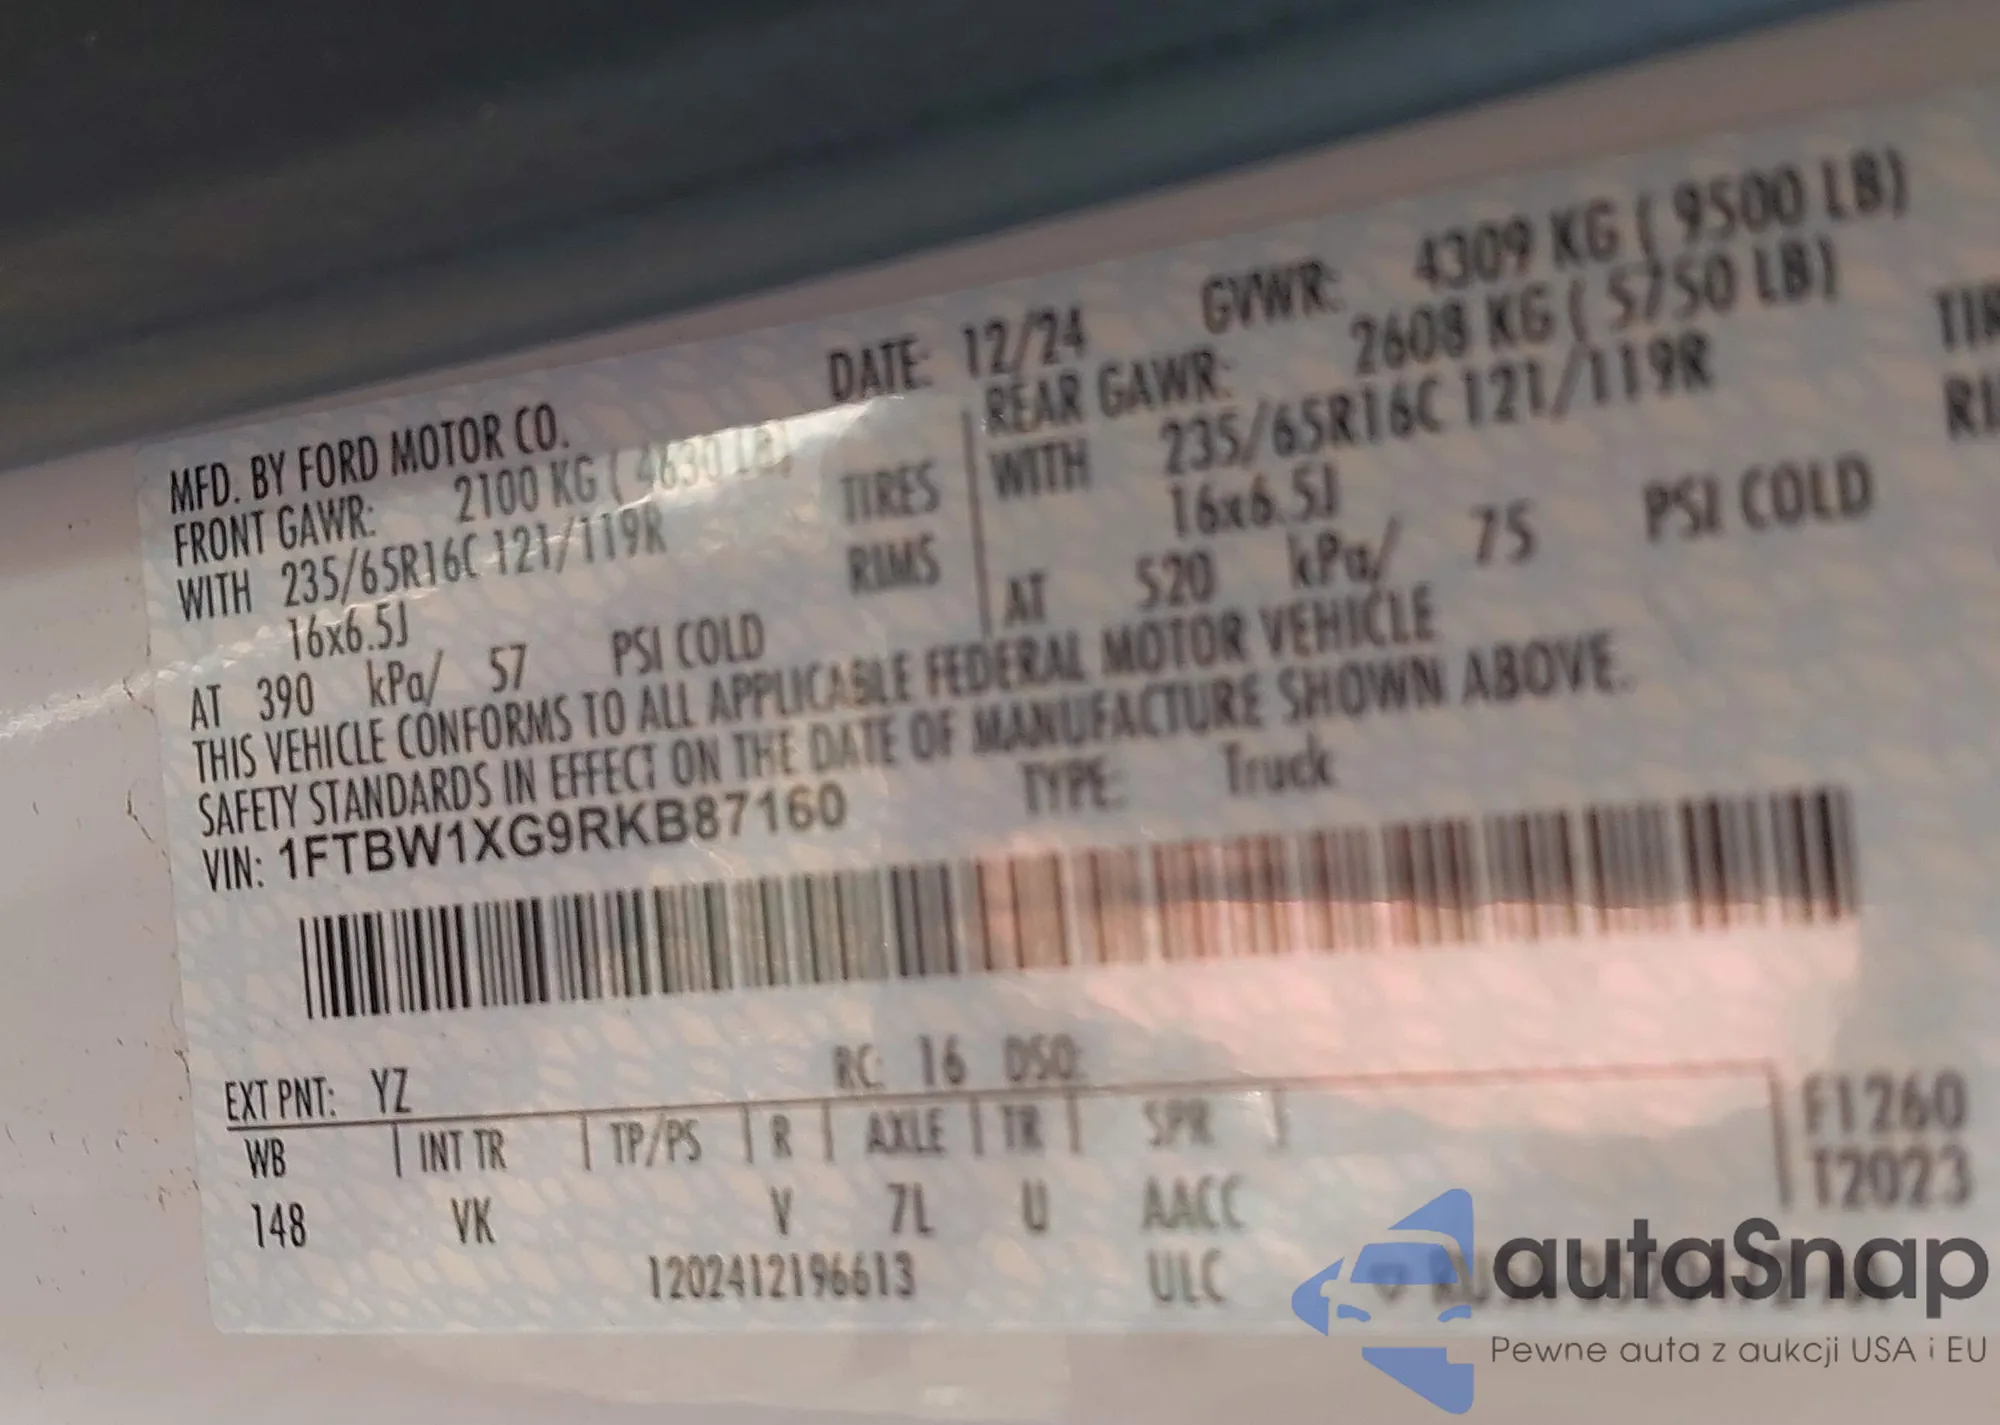 MFD. BY FORD MOTOR CO. DATE: 12/24 GVWR: 4309 KG ( 9500 LB)
FRONT GAWR: 2100 KG ( 4630 LB) REAR GAWR: 2608 KG ( 5750 LB)
WITH 235/65R16C 121/119R TIRES WITH 235/65R16C 121/119R
16x6.5J RIMS 16x6.5J
AT 390 kPa/ 57 PSI COLD AT 520 kPa/ 75 PSI COLD
THIS VEHICLE CONFORMS TO ALL APPLICABLE FEDERAL MOTOR VEHICLE
SAFETY STANDARDS IN EFFECT ON THE DATE OF MANUFACTURE SHOWN ABOVE.
VIN: 1FTBW1XG9RKB87160 TYPE: Truck
EXT PNT: YZ RC: 16 DSO:
WB | INT TR | TP/PS | R | AXLE | TR | SPR | F1260
148 VK V 7L U AACC T2023
1202412196613 ULC
autaSnap
Pewne auta z aukcji USA i EU